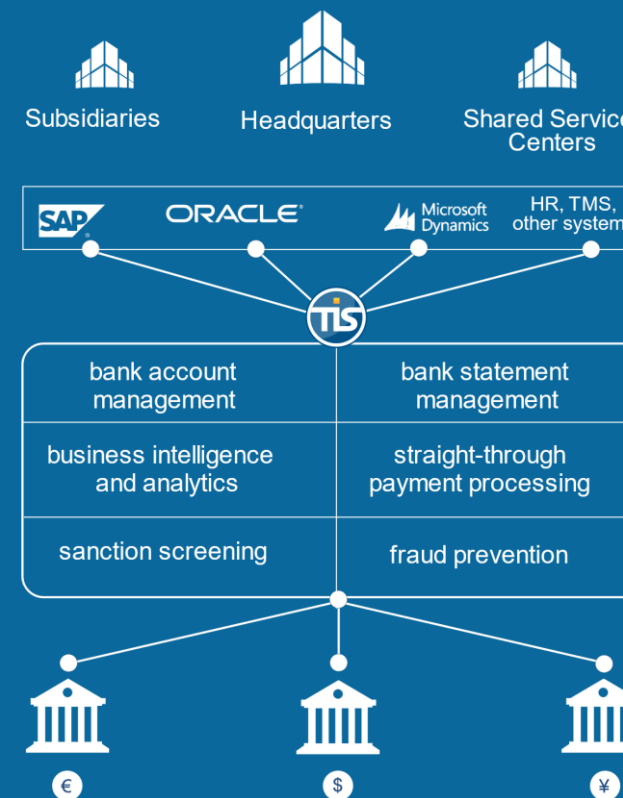 Subsidiaries
Headquarters
Shared Service
Centers
SAP
ORACLE
Microsoft
Dynamics
HR, TMS,
other system
TIS
bank account
management
bank statement
management
business intelligence
and analytics
straight-through
payment processing
sanction screening
fraud prevention
€
$
¥